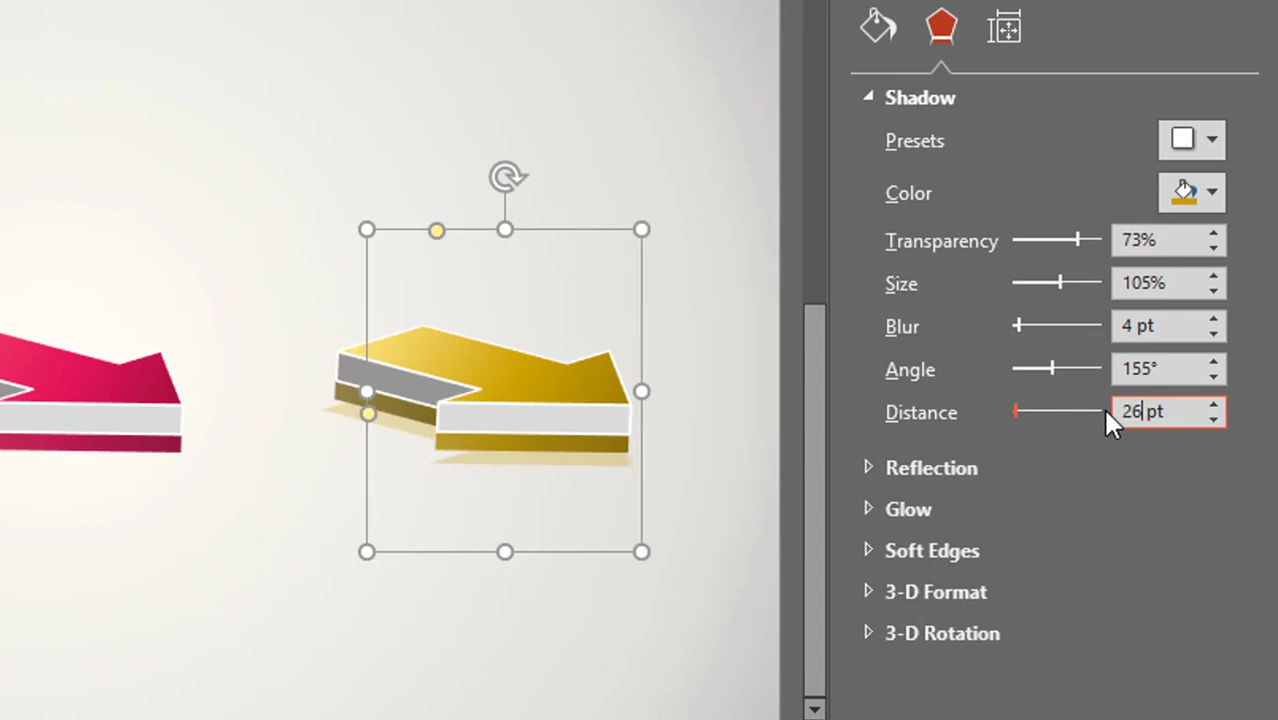 Shadow
Presets
Color
Transparency 73%
Size 105%
Blur 4 pt
Angle 155°
Distance 26 pt
Reflection
Glow
Soft Edges
3-D Format
3-D Rotation